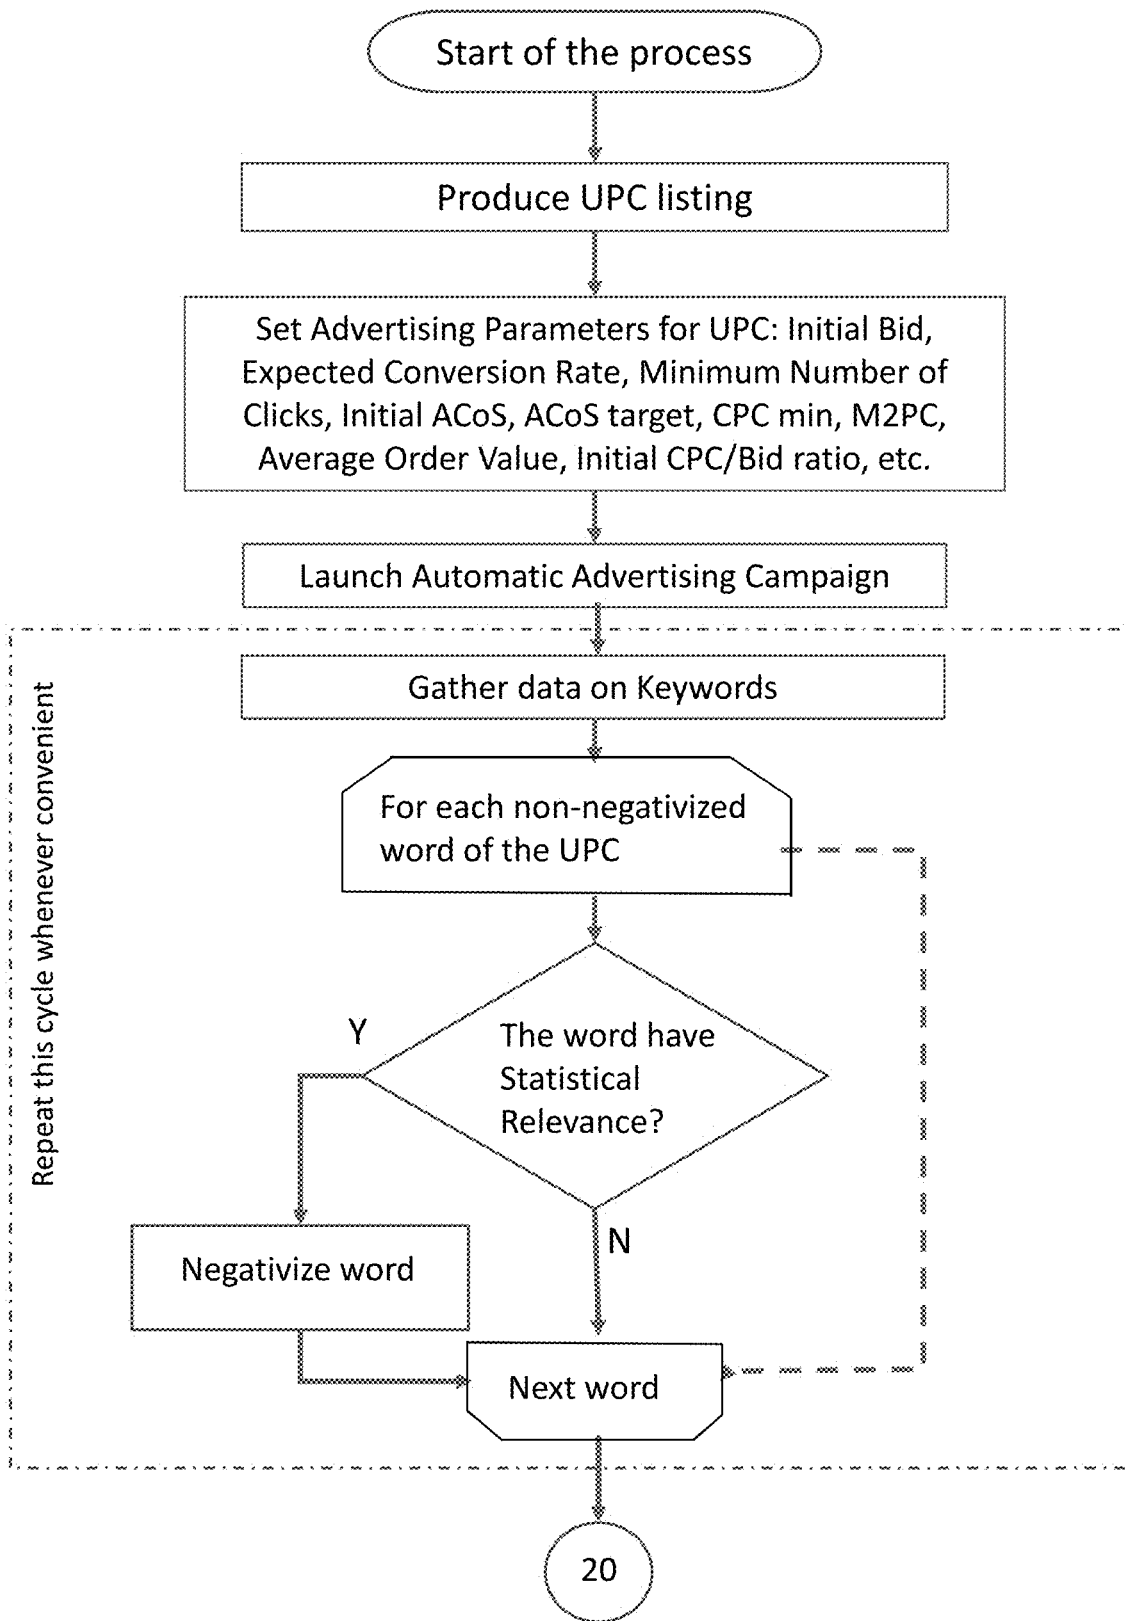 Start of the process
Produce UPC listing
Set Advertising Parameters for UPC: Initial Bid,
Expected Conversion Rate, Minimum Number of
Clicks, Initial ACoS, ACoS target, CPC min, M2PC,
Average Order Value, Initial CPC/Bid ratio, etc.
Launch Automatic Advertising Campaign
Repeat this cycle whenever convenient
Gather data on Keywords
For each non-negativized
word of the UPC
The word have
Statistical
Relevance?
Y
N
Negativize word
Next word
20